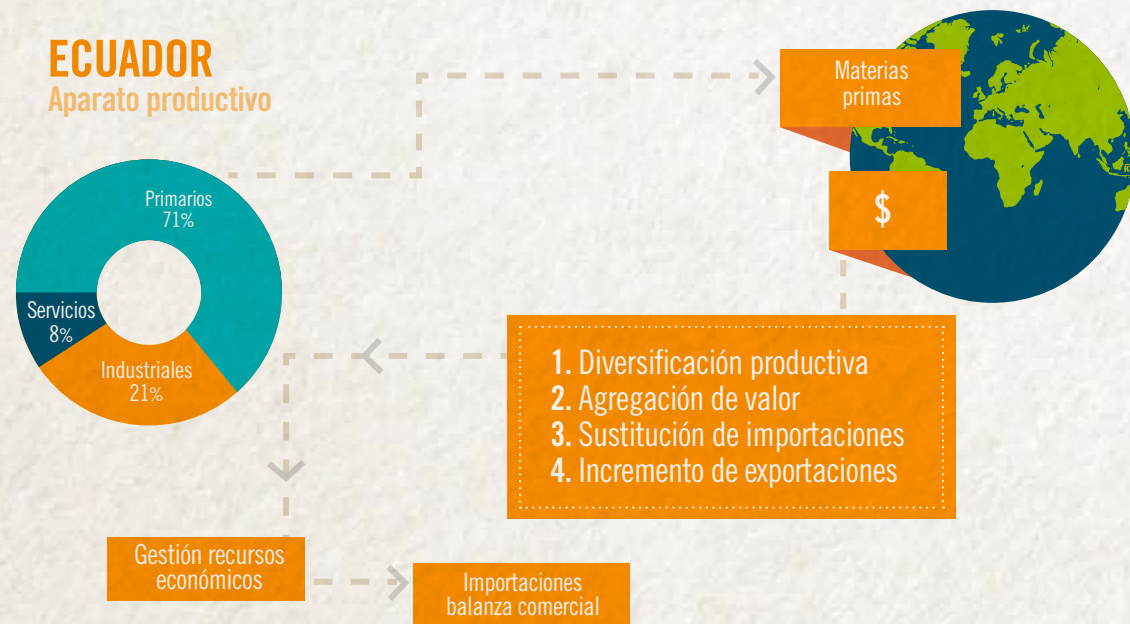 ECUADOR
Aparato productivo
Materias
primas
$
Primarios
71%
Servicios
8%
Industriales
21%
1. Diversificación productiva
2. Agregación de valor
3. Sustitución de importaciones
4. Incremento de exportaciones
Gestión recursos
económicos
Importaciones
balanza comercial